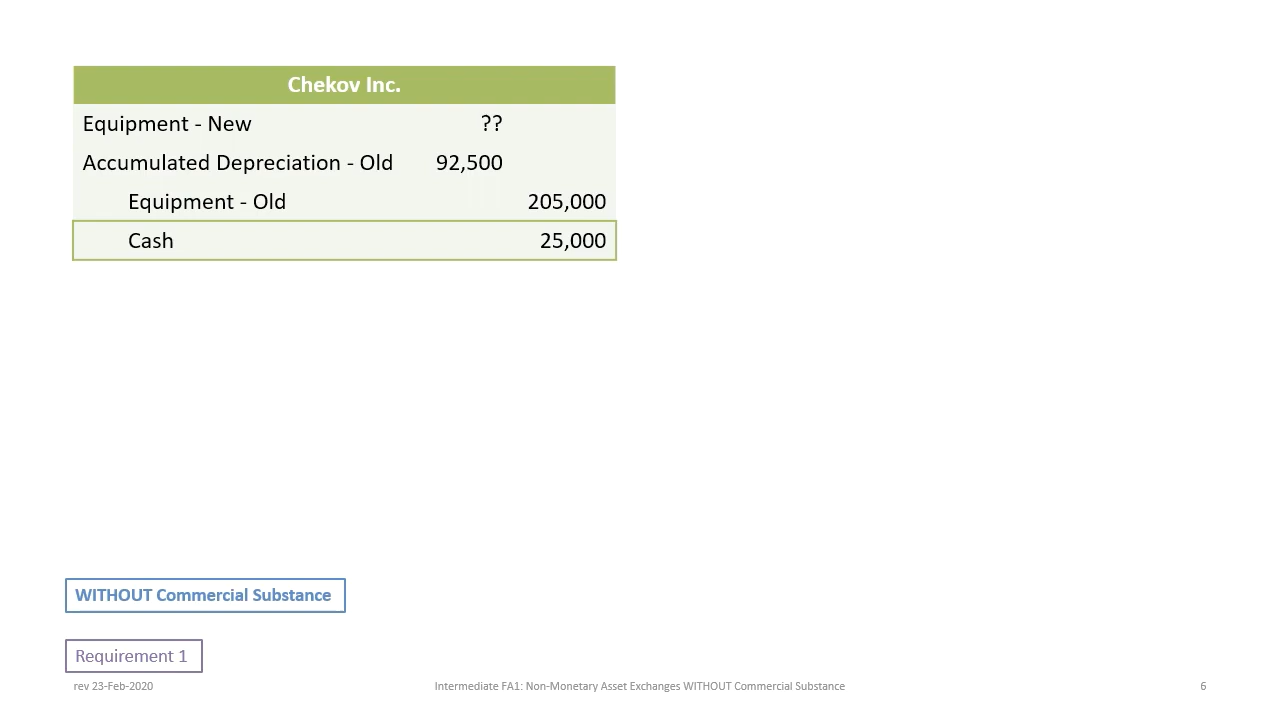 Chekov Inc.
Equipment - New ??
Accumulated Depreciation - Old 92,500
Equipment - Old 205,000
Cash 25,000
WITHOUT Commercial Substance
Requirement 1
rev 23-Feb-2020 Intermediate FA1: Non-Monetary Asset Exchanges WITHOUT Commercial Substance 6